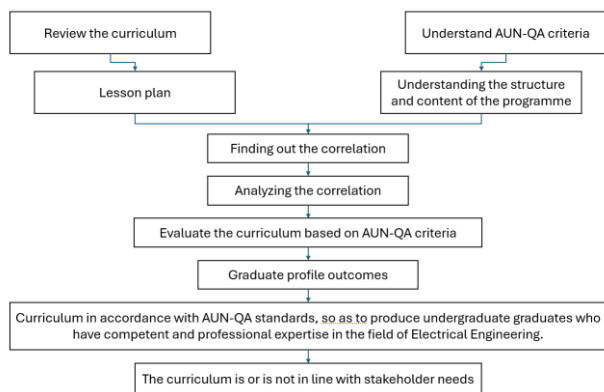 Review the curriculum
Understand AUN-QA criteria
Lesson plan
Understanding the structure
and content of the programme
Finding out the correlation
Analyzing the correlation
Evaluate the curriculum based on AUN-QA criteria
Graduate profile outcomes
Curriculum in accordance with AUN-QA standards, so as to produce undergraduate graduates who
have competent and professional expertise in the field of Electrical Engineering.
The curriculum is or is not in line with stakeholder needs